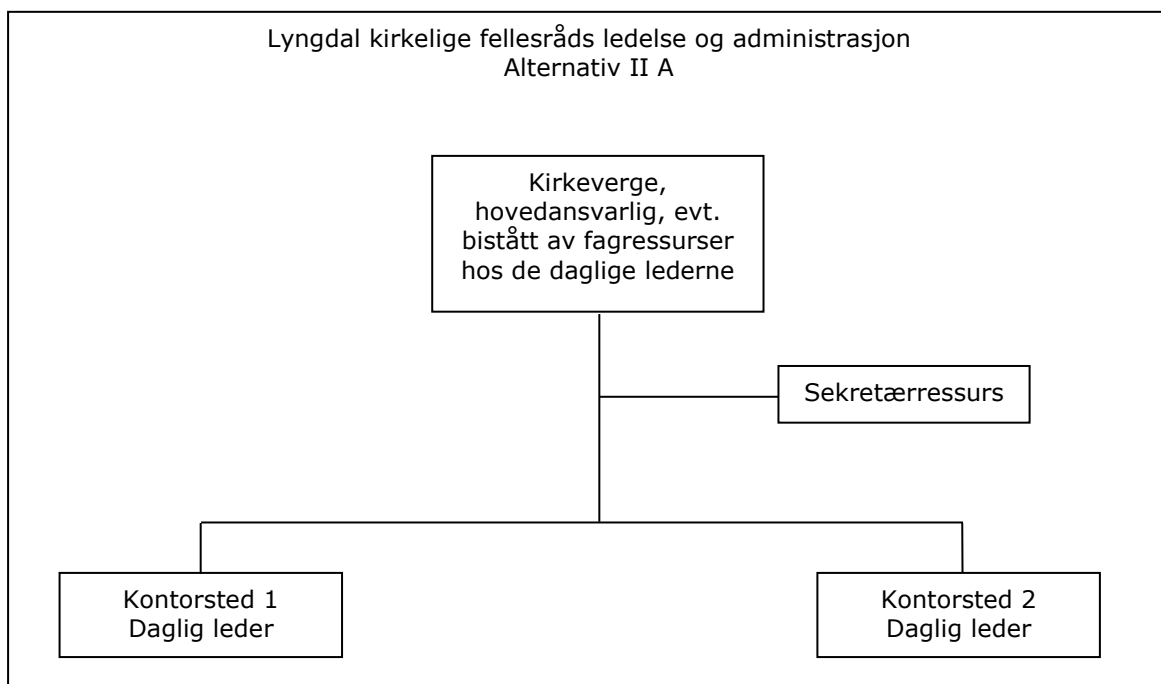 Lyngdal kirkelige fellesråds ledelse og administrasjon
Alternativ II A
Kirkeverge,
hovedansvarlig, evt.
bistått av fagressurser
hos de daglige lederne
Sekretærressurs
Kontorsted 1
Daglig leder
Kontorsted 2
Daglig leder